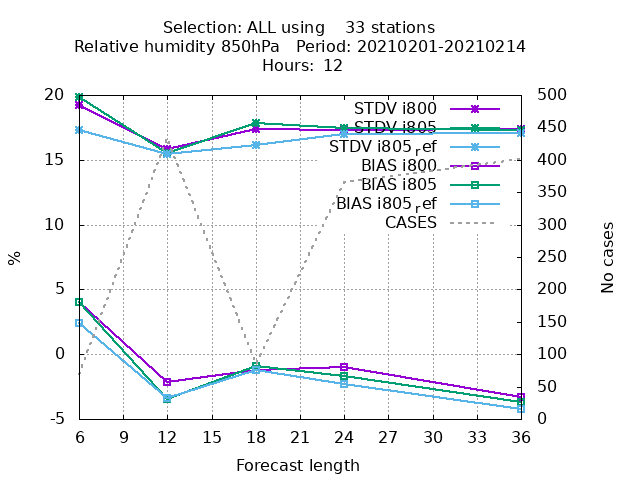 Selection: ALL using    33 stations
Relative humidity 850hPa   Period: 20210201-20210214
Hours: 12
20
15
10
5
0
-5
%
500
450
400
350
300
250
200
150
100
50
0
No cases
STDV i800
STDV i805
STDV i805ref
BIAS i800
BIAS i805
BIAS i805ref
CASES
6 9 12 15 18 21 24 27 30 33 36
Forecast length